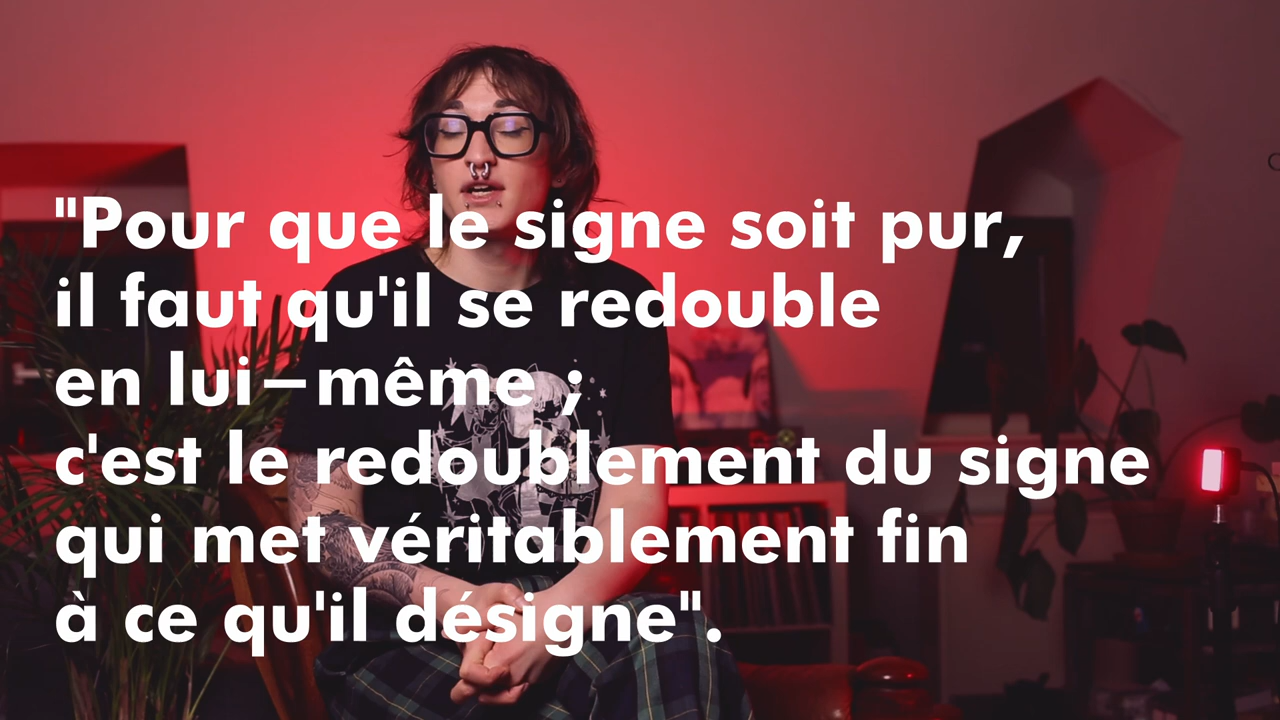 "Pour que le signe soit pur,
il faut qu'il se redouble
en lui–même ;
c'est le redoublement du signe
qui met véritablement fin
à ce qu'il désigne".